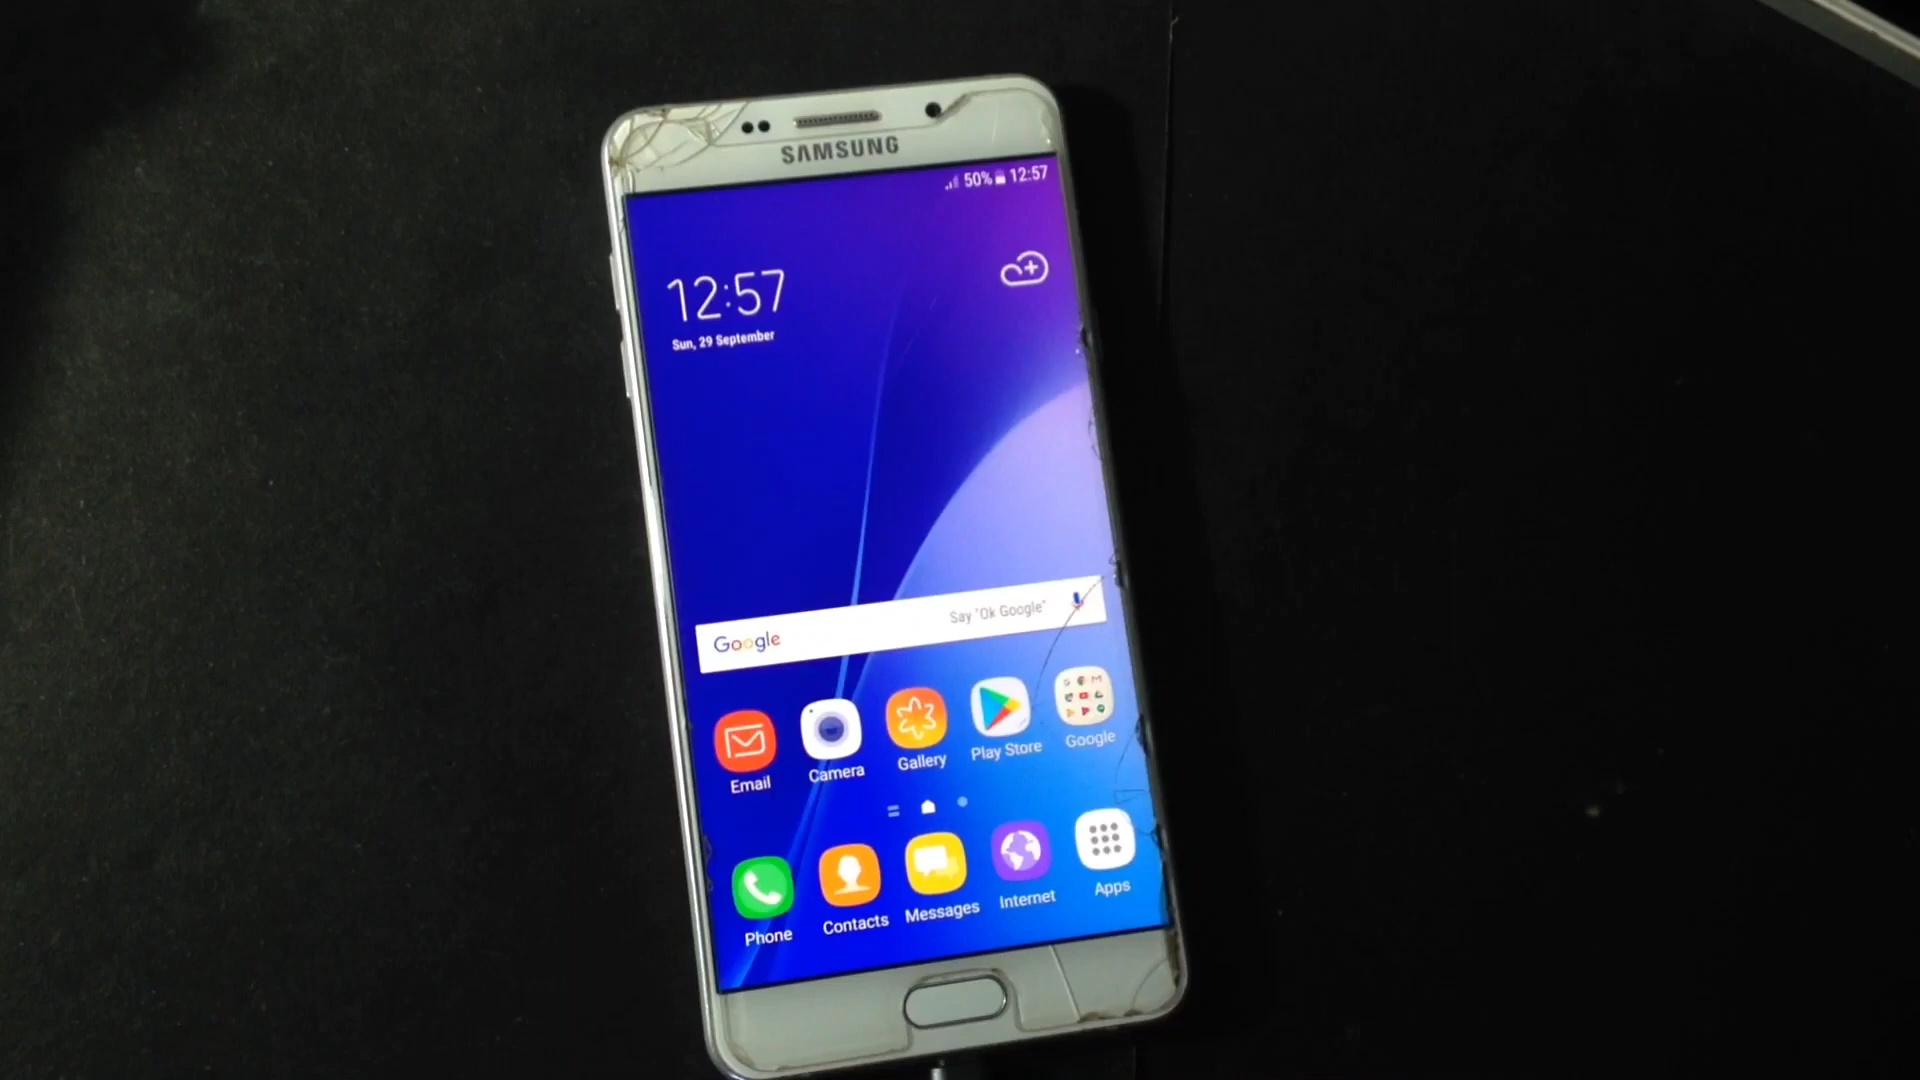 SAMSUNG
50% 12:57
12:57
Sun, 29 September
Google Say "Ok Google"
Email Camera Gallery Play Store Google
Phone Contacts Messages Internet Apps